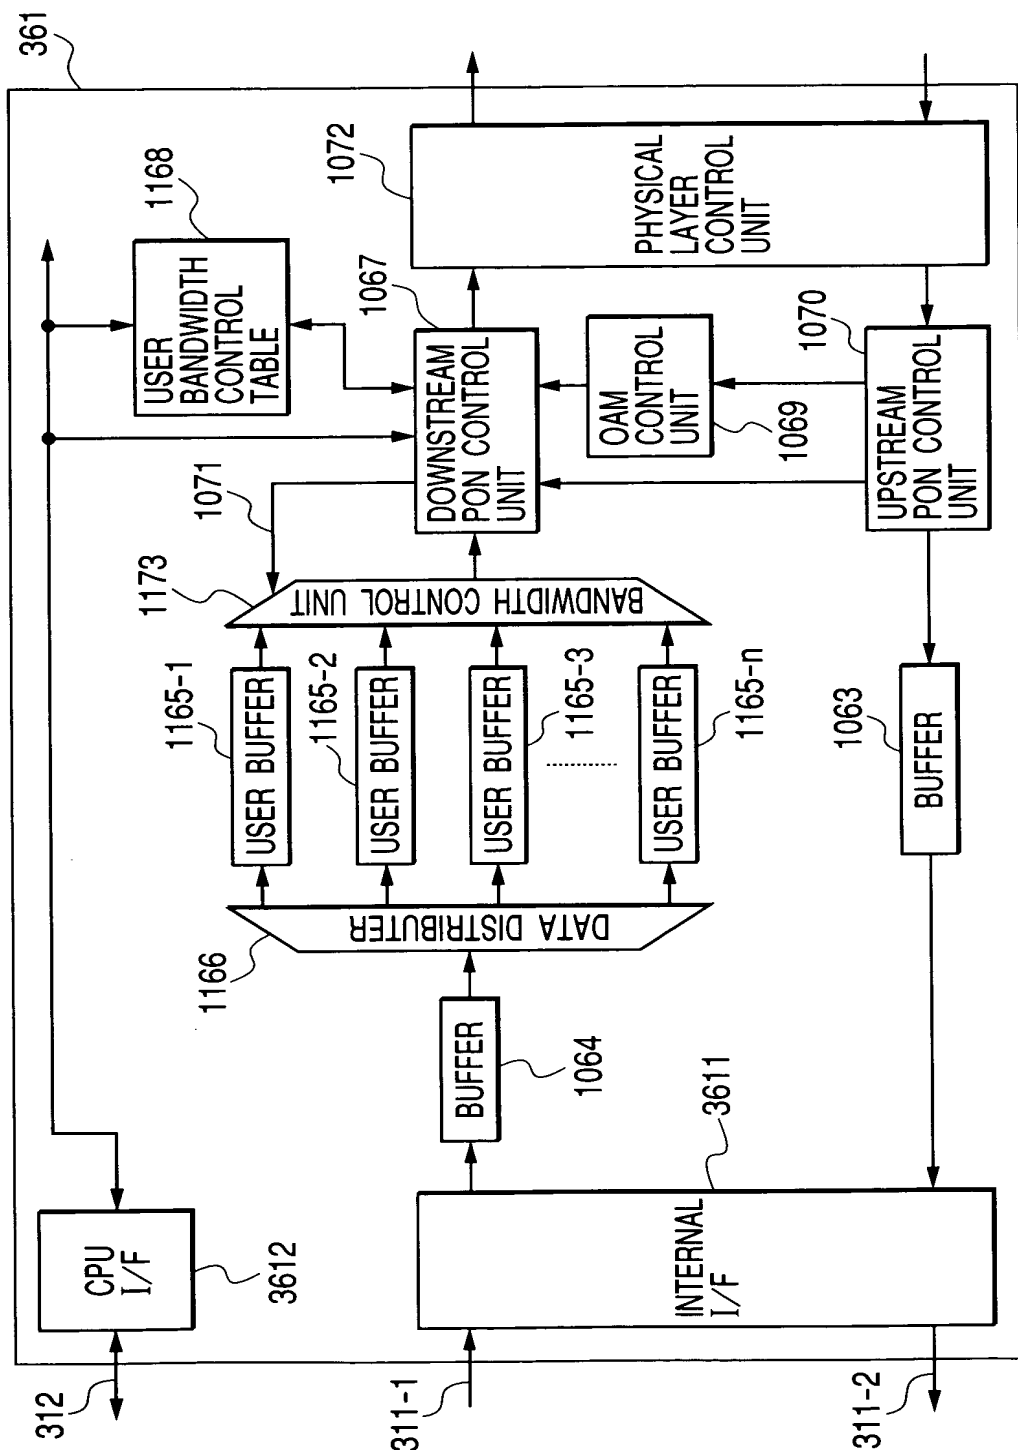 361
312
CPU
I/F
3612
USER
BANDWIDTH
CONTROL
TABLE
1168
311-1
INTERNAL
I/F
3611
311-2
BUFFER
1064
DATA DISTRIBUTER
1166
USER BUFFER
1165-1
USER BUFFER
1165-2
USER BUFFER
1165-3
USER BUFFER
1165-n
BANDWIDTH CONTROL UNIT
1173
1071
DOWNSTREAM
PON CONTROL
UNIT
1067
OAM
CONTROL
UNIT
1069
PHYSICAL
LAYER
CONTROL
UNIT
1072
UPSTREAM
PON CONTROL
UNIT
1070
BUFFER
1063